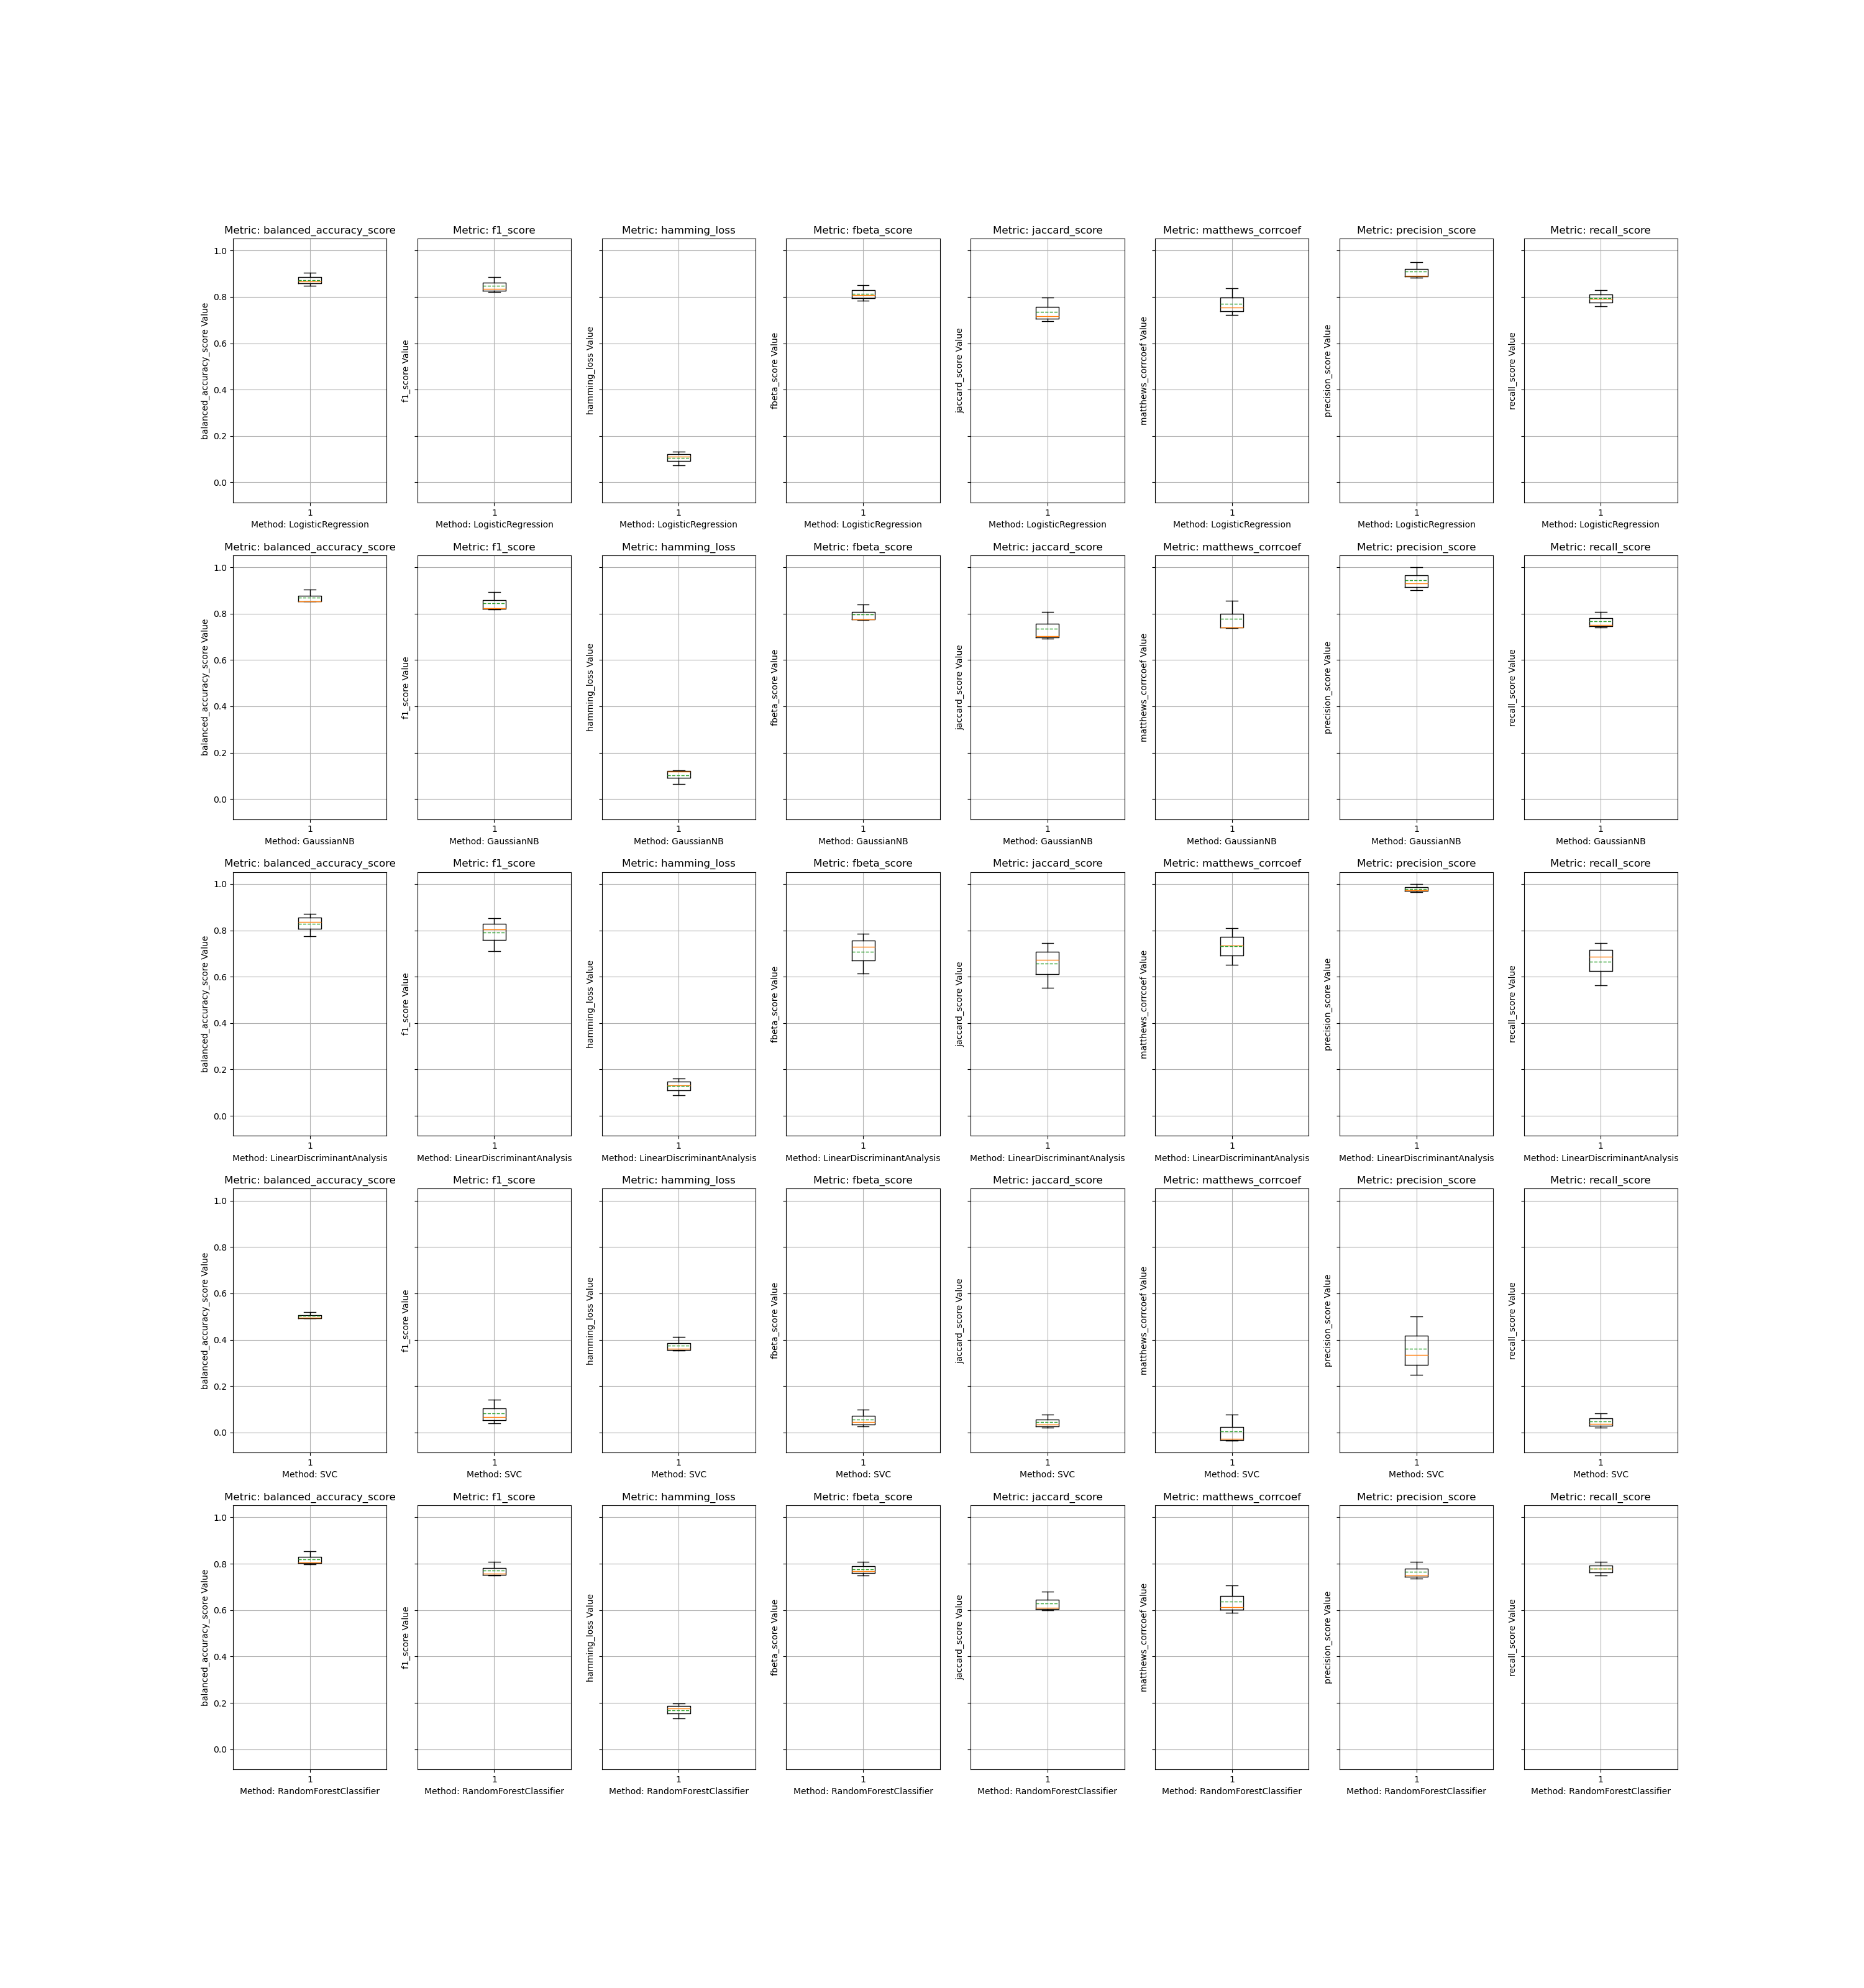 Metric: balanced_accuracy_score Metric: f1_score Metric: hamming_loss Metric: fbeta_score Metric: jaccard_score Metric: matthews_corrcoef Metric: precision_score Metric: recall_score
1.0
0.8
0.6
0.4
0.2
0.0
balanced_accuracy_score Value
f1_score Value
hamming_loss Value
fbeta_score Value
jaccard_score Value
matthews_corrcoef Value
precision_score Value
recall_score Value
1 1 1 1 1 1 1 1
Method: LogisticRegression Method: LogisticRegression Method: LogisticRegression Method: LogisticRegression Method: LogisticRegression Method: LogisticRegression Method: LogisticRegression Method: LogisticRegression
Metric: balanced_accuracy_score Metric: f1_score Metric: hamming_loss Metric: fbeta_score Metric: jaccard_score Metric: matthews_corrcoef Metric: precision_score Metric: recall_score
1.0
0.8
0.6
0.4
0.2
0.0
balanced_accuracy_score Value
f1_score Value
hamming_loss Value
fbeta_score Value
jaccard_score Value
matthews_corrcoef Value
precision_score Value
recall_score Value
1 1 1 1 1 1 1 1
Method: GaussianNB Method: GaussianNB Method: GaussianNB Method: GaussianNB Method: GaussianNB Method: GaussianNB Method: GaussianNB Method: GaussianNB
Metric: balanced_accuracy_score Metric: f1_score Metric: hamming_loss Metric: fbeta_score Metric: jaccard_score Metric: matthews_corrcoef Metric: precision_score Metric: recall_score
1.0
0.8
0.6
0.4
0.2
0.0
balanced_accuracy_score Value
f1_score Value
hamming_loss Value
fbeta_score Value
jaccard_score Value
matthews_corrcoef Value
precision_score Value
recall_score Value
1 1 1 1 1 1 1 1
Method: LinearDiscriminantAnalysis Method: LinearDiscriminantAnalysis Method: LinearDiscriminantAnalysis Method: LinearDiscriminantAnalysis Method: LinearDiscriminantAnalysis Method: LinearDiscriminantAnalysis Method: LinearDiscriminantAnalysis Method: LinearDiscriminantAnalysis
Metric: balanced_accuracy_score Metric: f1_score Metric: hamming_loss Metric: fbeta_score Metric: jaccard_score Metric: matthews_corrcoef Metric: precision_score Metric: recall_score
1.0
0.8
0.6
0.4
0.2
0.0
balanced_accuracy_score Value
f1_score Value
hamming_loss Value
fbeta_score Value
jaccard_score Value
matthews_corrcoef Value
precision_score Value
recall_score Value
1 1 1 1 1 1 1 1
Method: SVC Method: SVC Method: SVC Method: SVC Method: SVC Method: SVC Method: SVC Method: SVC
Metric: balanced_accuracy_score Metric: f1_score Metric: hamming_loss Metric: fbeta_score Metric: jaccard_score Metric: matthews_corrcoef Metric: precision_score Metric: recall_score
1.0
0.8
0.6
0.4
0.2
0.0
balanced_accuracy_score Value
f1_score Value
hamming_loss Value
fbeta_score Value
jaccard_score Value
matthews_corrcoef Value
precision_score Value
recall_score Value
1 1 1 1 1 1 1 1
Method: RandomForestClassifier Method: RandomForestClassifier Method: RandomForestClassifier Method: RandomForestClassifier Method: RandomForestClassifier Method: RandomForestClassifier Method: RandomForestClassifier Method: RandomForestClassifier